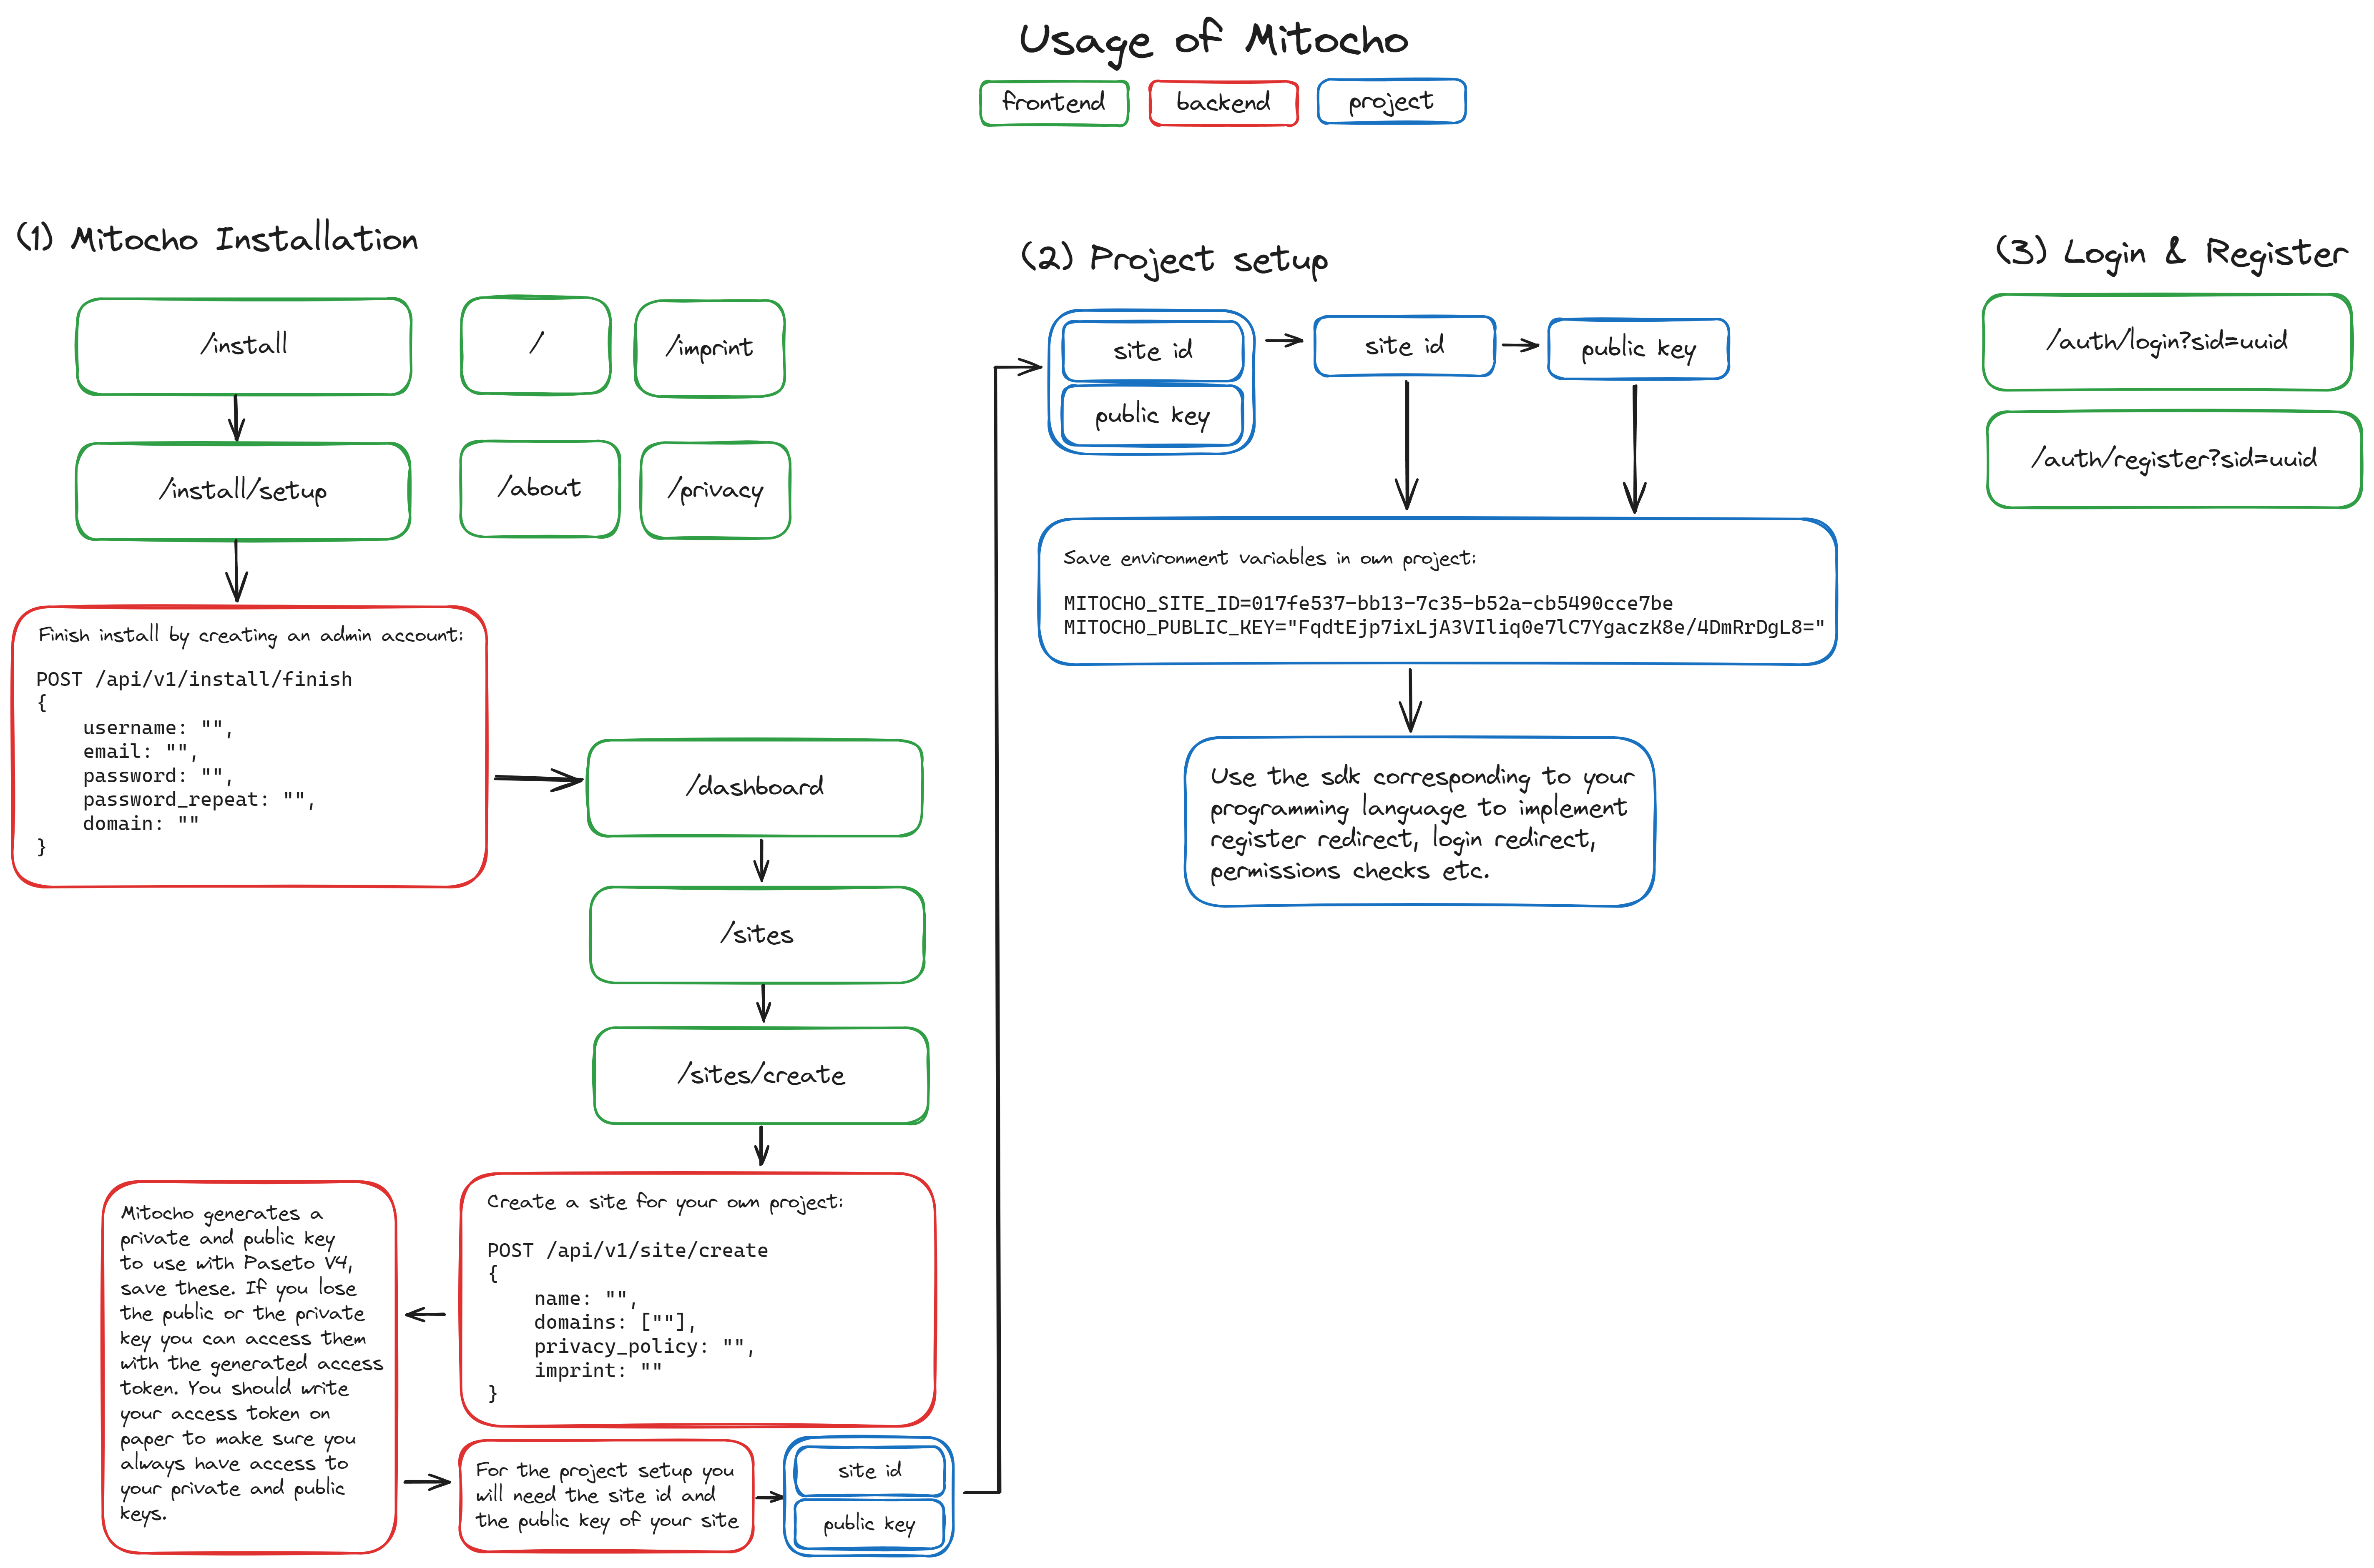 Usage of Mitocho
frontend
backend
project
(1) Mitocho Installation
/install
/
/imprint
/install/setup
/about
/privacy
Finish install by creating an admin account:
POST /api/v1/install/finish
{
username: "",
email: "",
password: "",
password_repeat: "",
domain: ""
}
/dashboard
/sites
/sites/create
Create a site for your own project:
POST /api/v1/site/create
{
name: "",
domains: [""],
privacy_policy: "",
imprint: ""
}
Mitocho generates a
private and public key
to use with Paseto V4,
save these. If you lose
the public or the private
key you can access them
with the generated access
token. You should write
your access token on
paper to make sure you
always have access to
your private and public
keys.
For the project setup you
will need the site id and
the public key of your site
site id
public key
(2) Project setup
site id
public key
site id
public key
Save environment variables in own project:
MITOCHO_SITE_ID=017fe537-bb13-7c35-b52a-cb5490cce7be
MITOCHO_PUBLIC_KEY="FqdtEjp7ixLjA3VIliq0e7lC7YgaczK8e/4DmRrDgL8="
Use the sdk corresponding to your
programming language to implement
register redirect, login redirect,
permissions checks etc.
(3) Login & Register
/auth/login?sid=uuid
/auth/register?sid=uuid